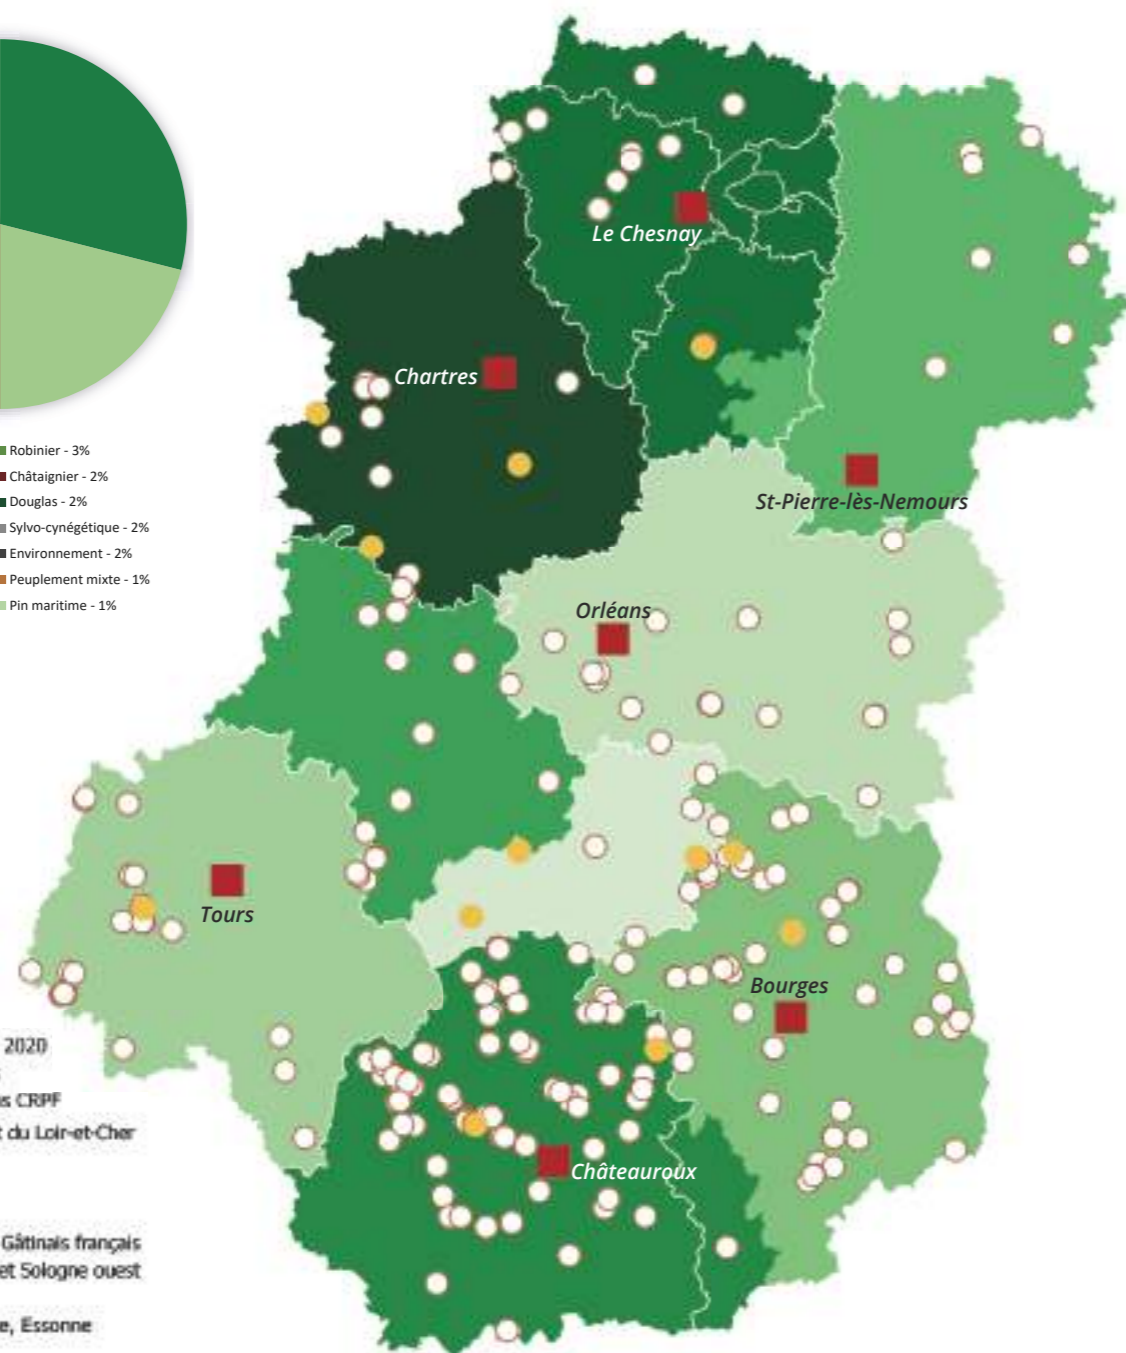 Le Chesnay
Chartres
Robinier - 3%
Châtaignier - 2%
Douglas - 2%
Sylvo-cynégétique - 2%
Environnement - 2%
Peuplement mixte - 1%
Pin maritime - 1%
St-Pierre-lès-Nemours
Orléans
Tours
Bourges
2020
CRPF
t du Loir-et-Cher
Châteauroux
Gâtinais français
et Sologne ouest
e, Essonne